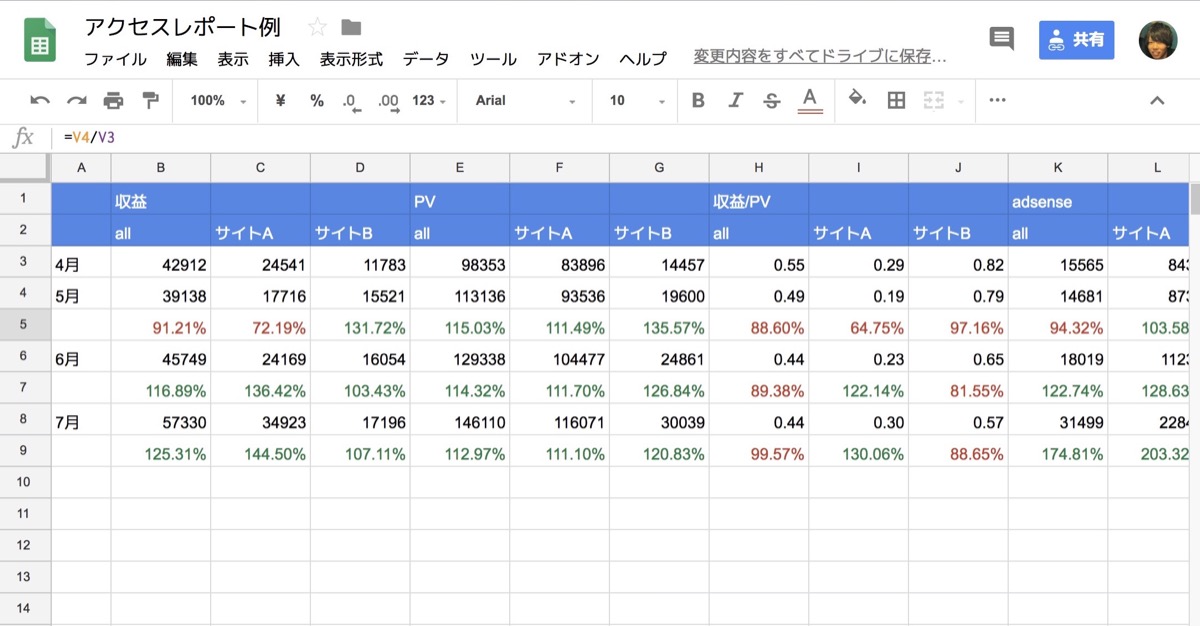 アクセスレポート例
ファイル 編集 表示 挿入 表示形式 データ ツール アドオン ヘルプ 変更内容をすべてドライブに保存… 共有
100% ¥ % .0 .00 123 Arial 10 B I S A
fx =V4/V3
A B C D E F G H I J K L
1 収益 PV 収益/PV adsense
2 all サイトA サイトB all サイトA サイトB all サイトA サイトB all サイトA
3 4月 42912 24541 11783 98353 83896 14457 0.55 0.29 0.82 15565 843
4 5月 39138 17716 15521 113136 93536 19600 0.49 0.19 0.79 14681 873
5 91.21% 72.19% 131.72% 115.03% 111.49% 135.57% 88.60% 64.75% 97.16% 94.32% 103.58
6 6月 45749 24169 16054 129338 104477 24861 0.44 0.23 0.65 18019 112
7 116.89% 136.42% 103.43% 114.32% 111.70% 126.84% 89.38% 122.14% 81.55% 122.74% 128.63
8 7月 57330 34923 17196 146110 116071 30039 0.44 0.30 0.57 31499 228
9 125.31% 144.50% 107.11% 112.97% 111.10% 120.83% 99.57% 130.06% 88.65% 174.81% 203.32
10
11
12
13
14